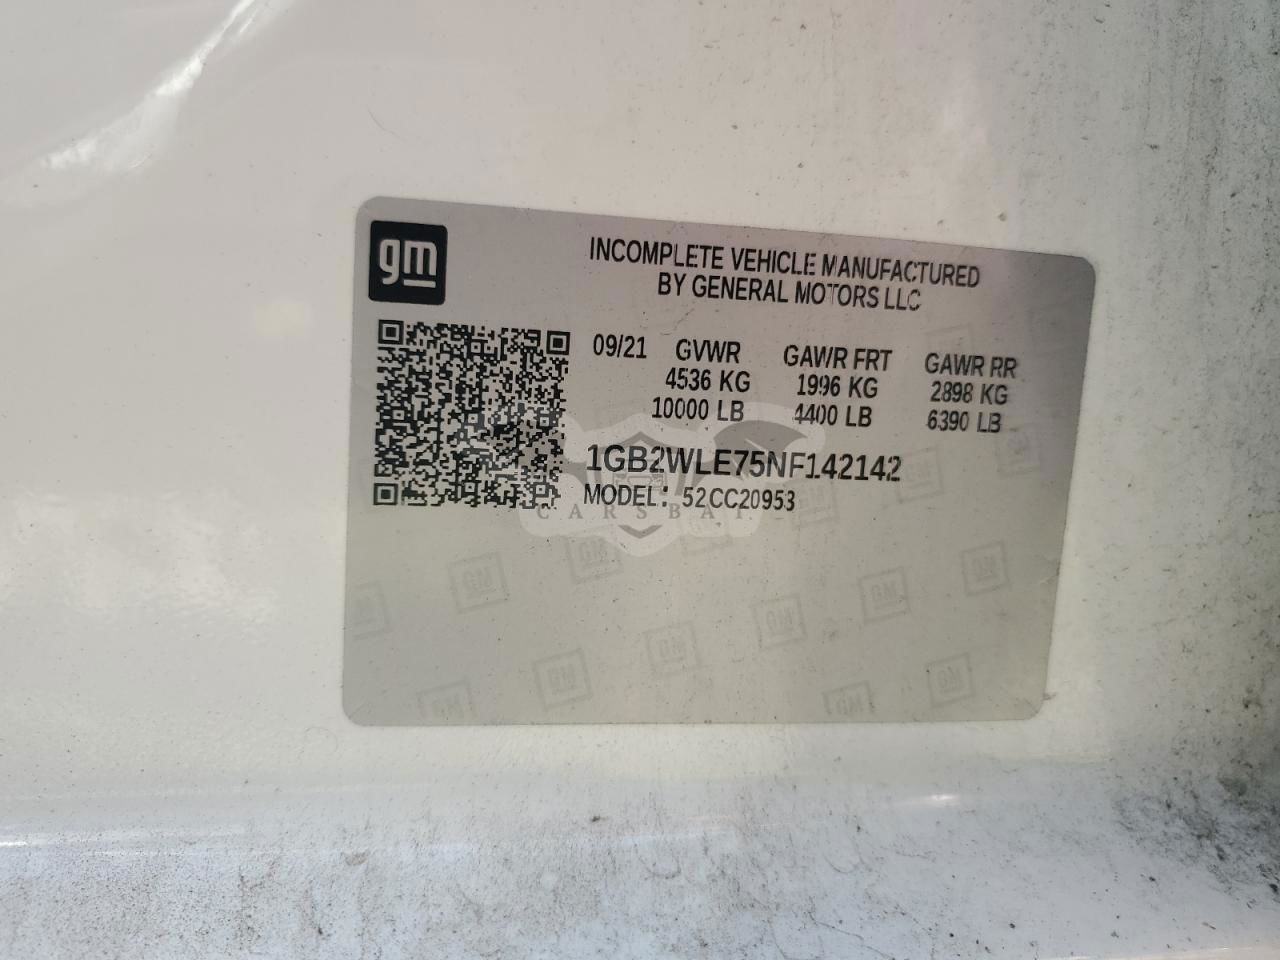 gm
INCOMPLETE VEHICLE MANUFACTURED
BY GENERAL MOTORS LLC
09/21 GVWR GAWR FRT GAWR RR
4536 KG 1996 KG 2898 KG
10000 LB 4400 LB 6390 LB
1GB2WLE75NF142142
MODEL: 52CC20953
CARSBAT